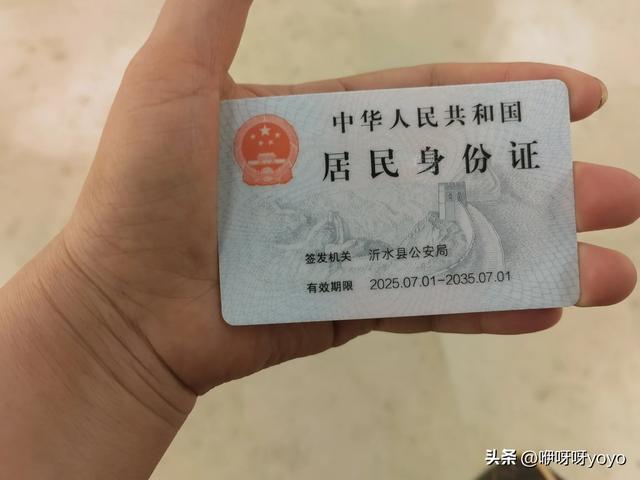 中华人民共和国
居民身份证
签发机关 沂水县公安局
有效期限 2025.07.01-2035.07.01
头条 @咿呀呀yoyo